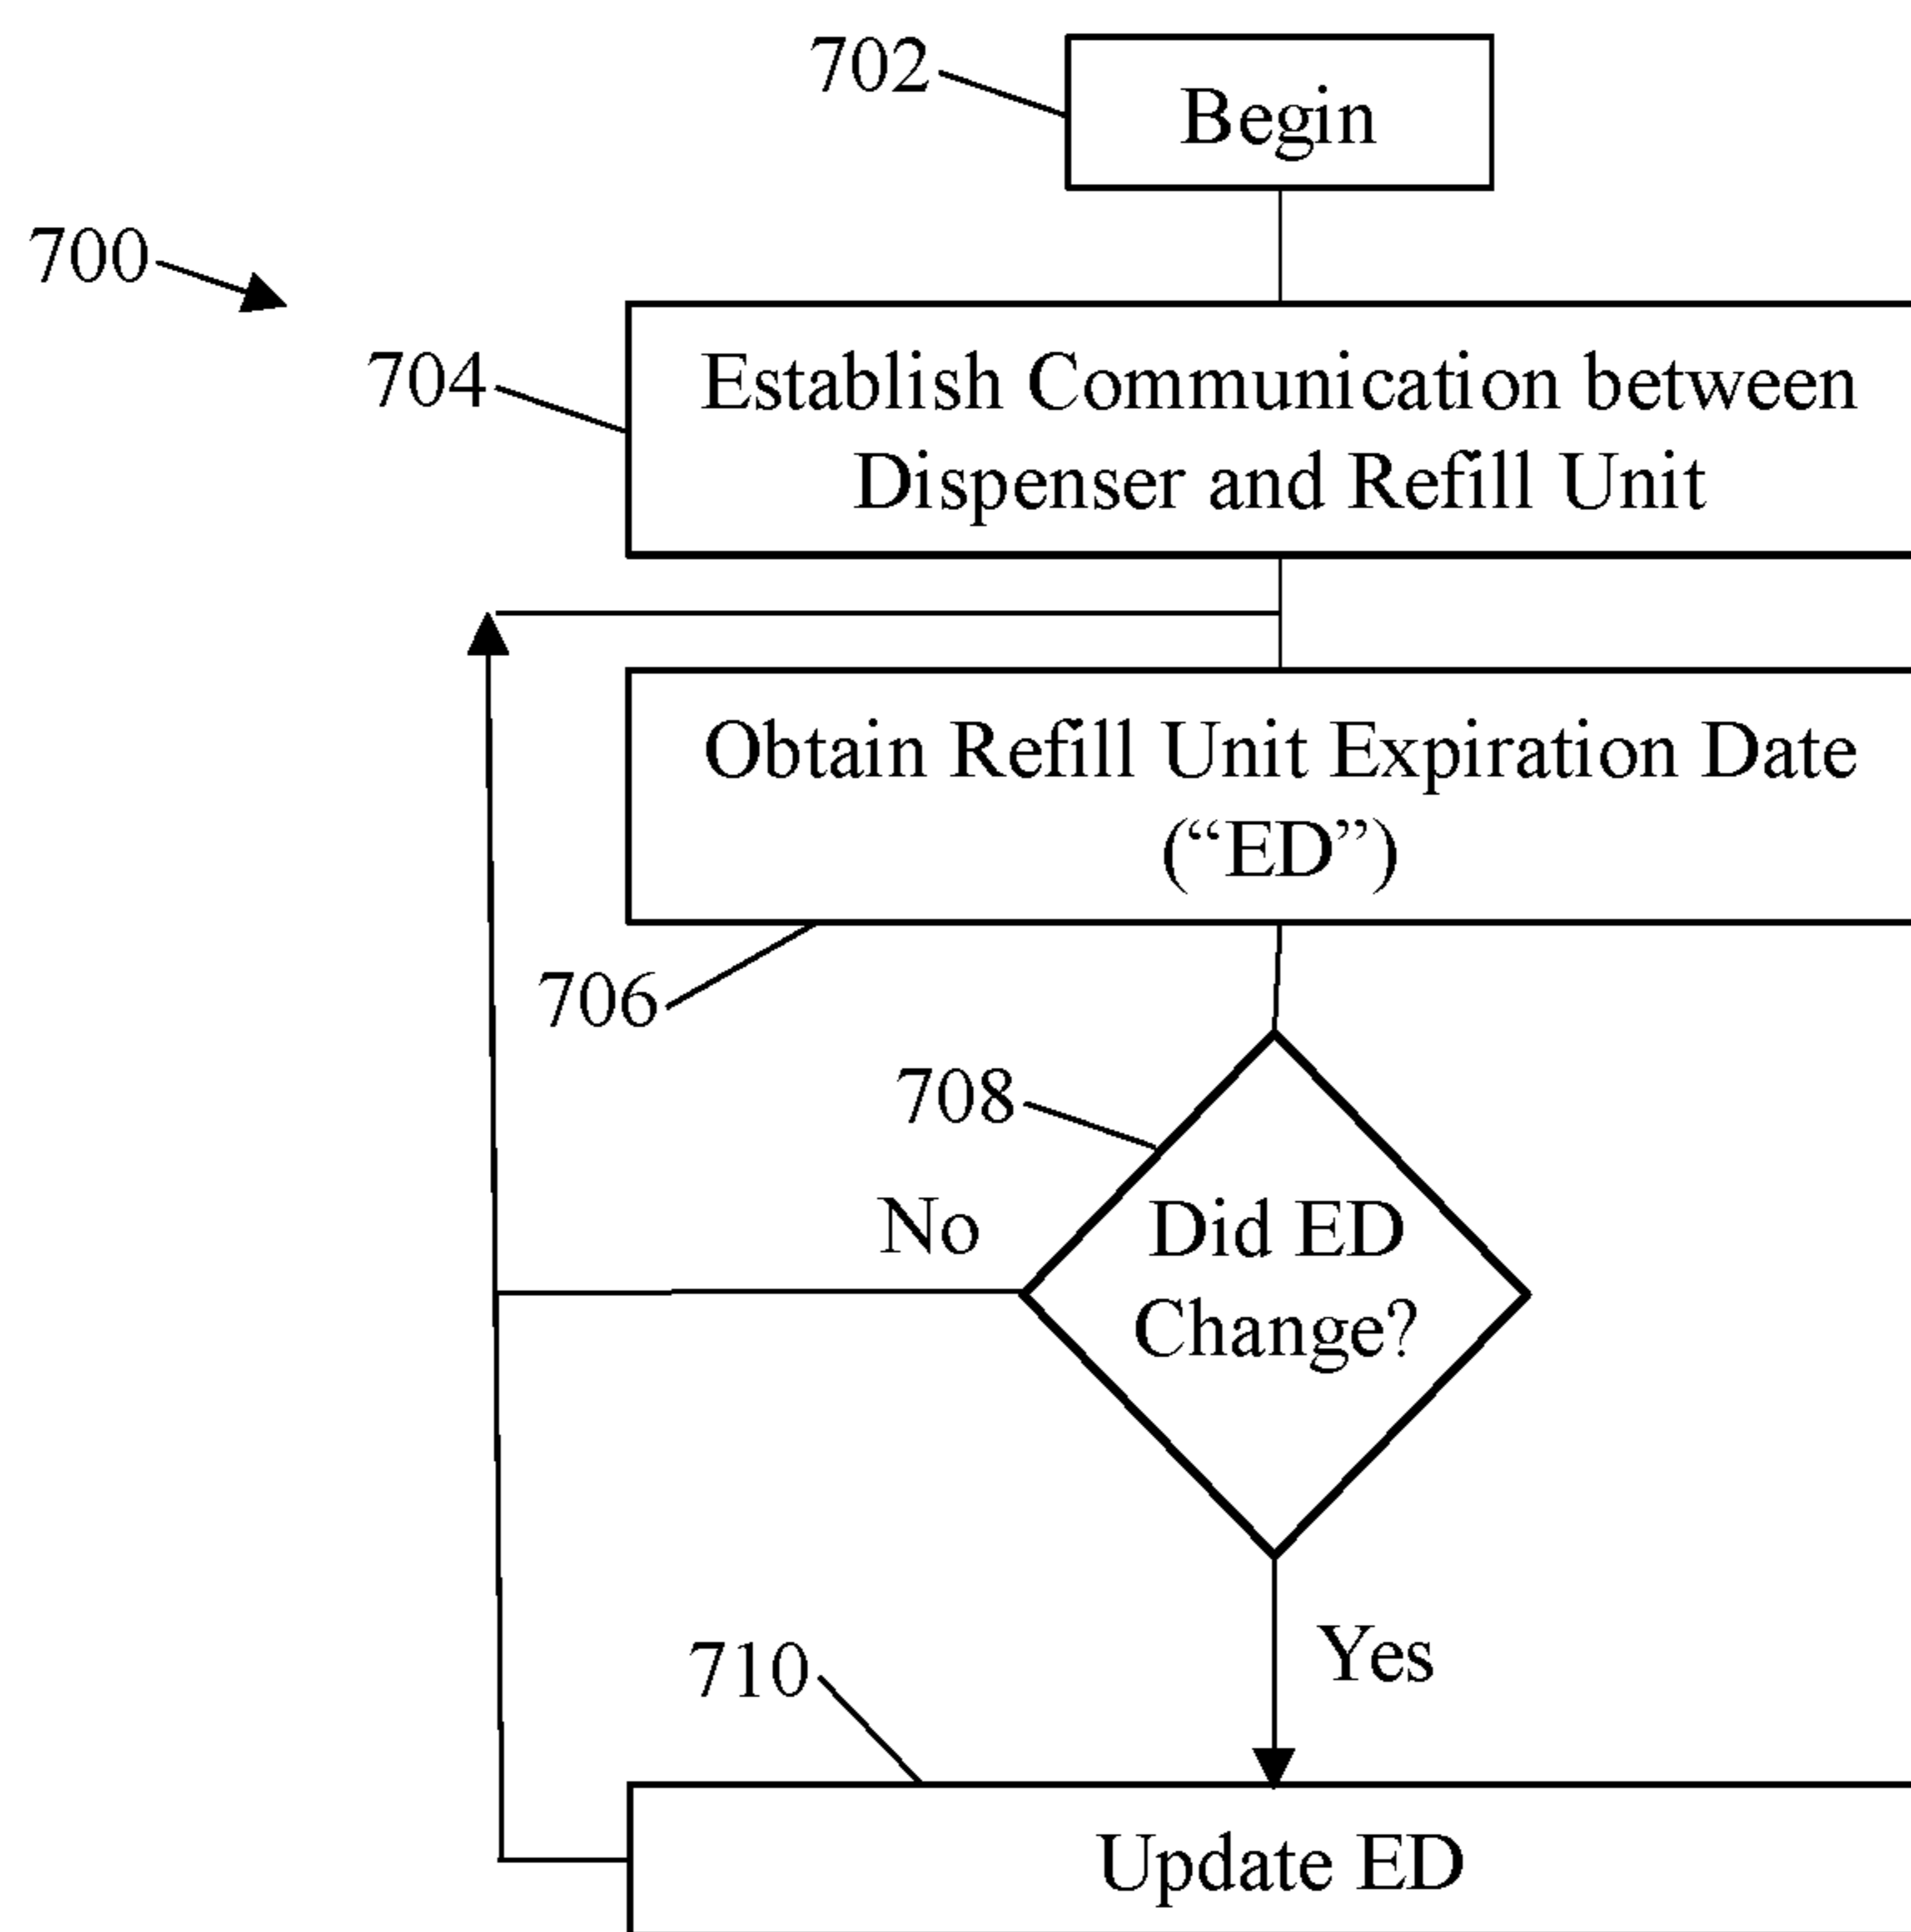 702
Begin
700
704
Establish Communication between
Dispenser and Refill Unit
Obtain Refill Unit Expiration Date
(“ED”)
706
708
No
Did ED
Change?
Yes
710
Update ED